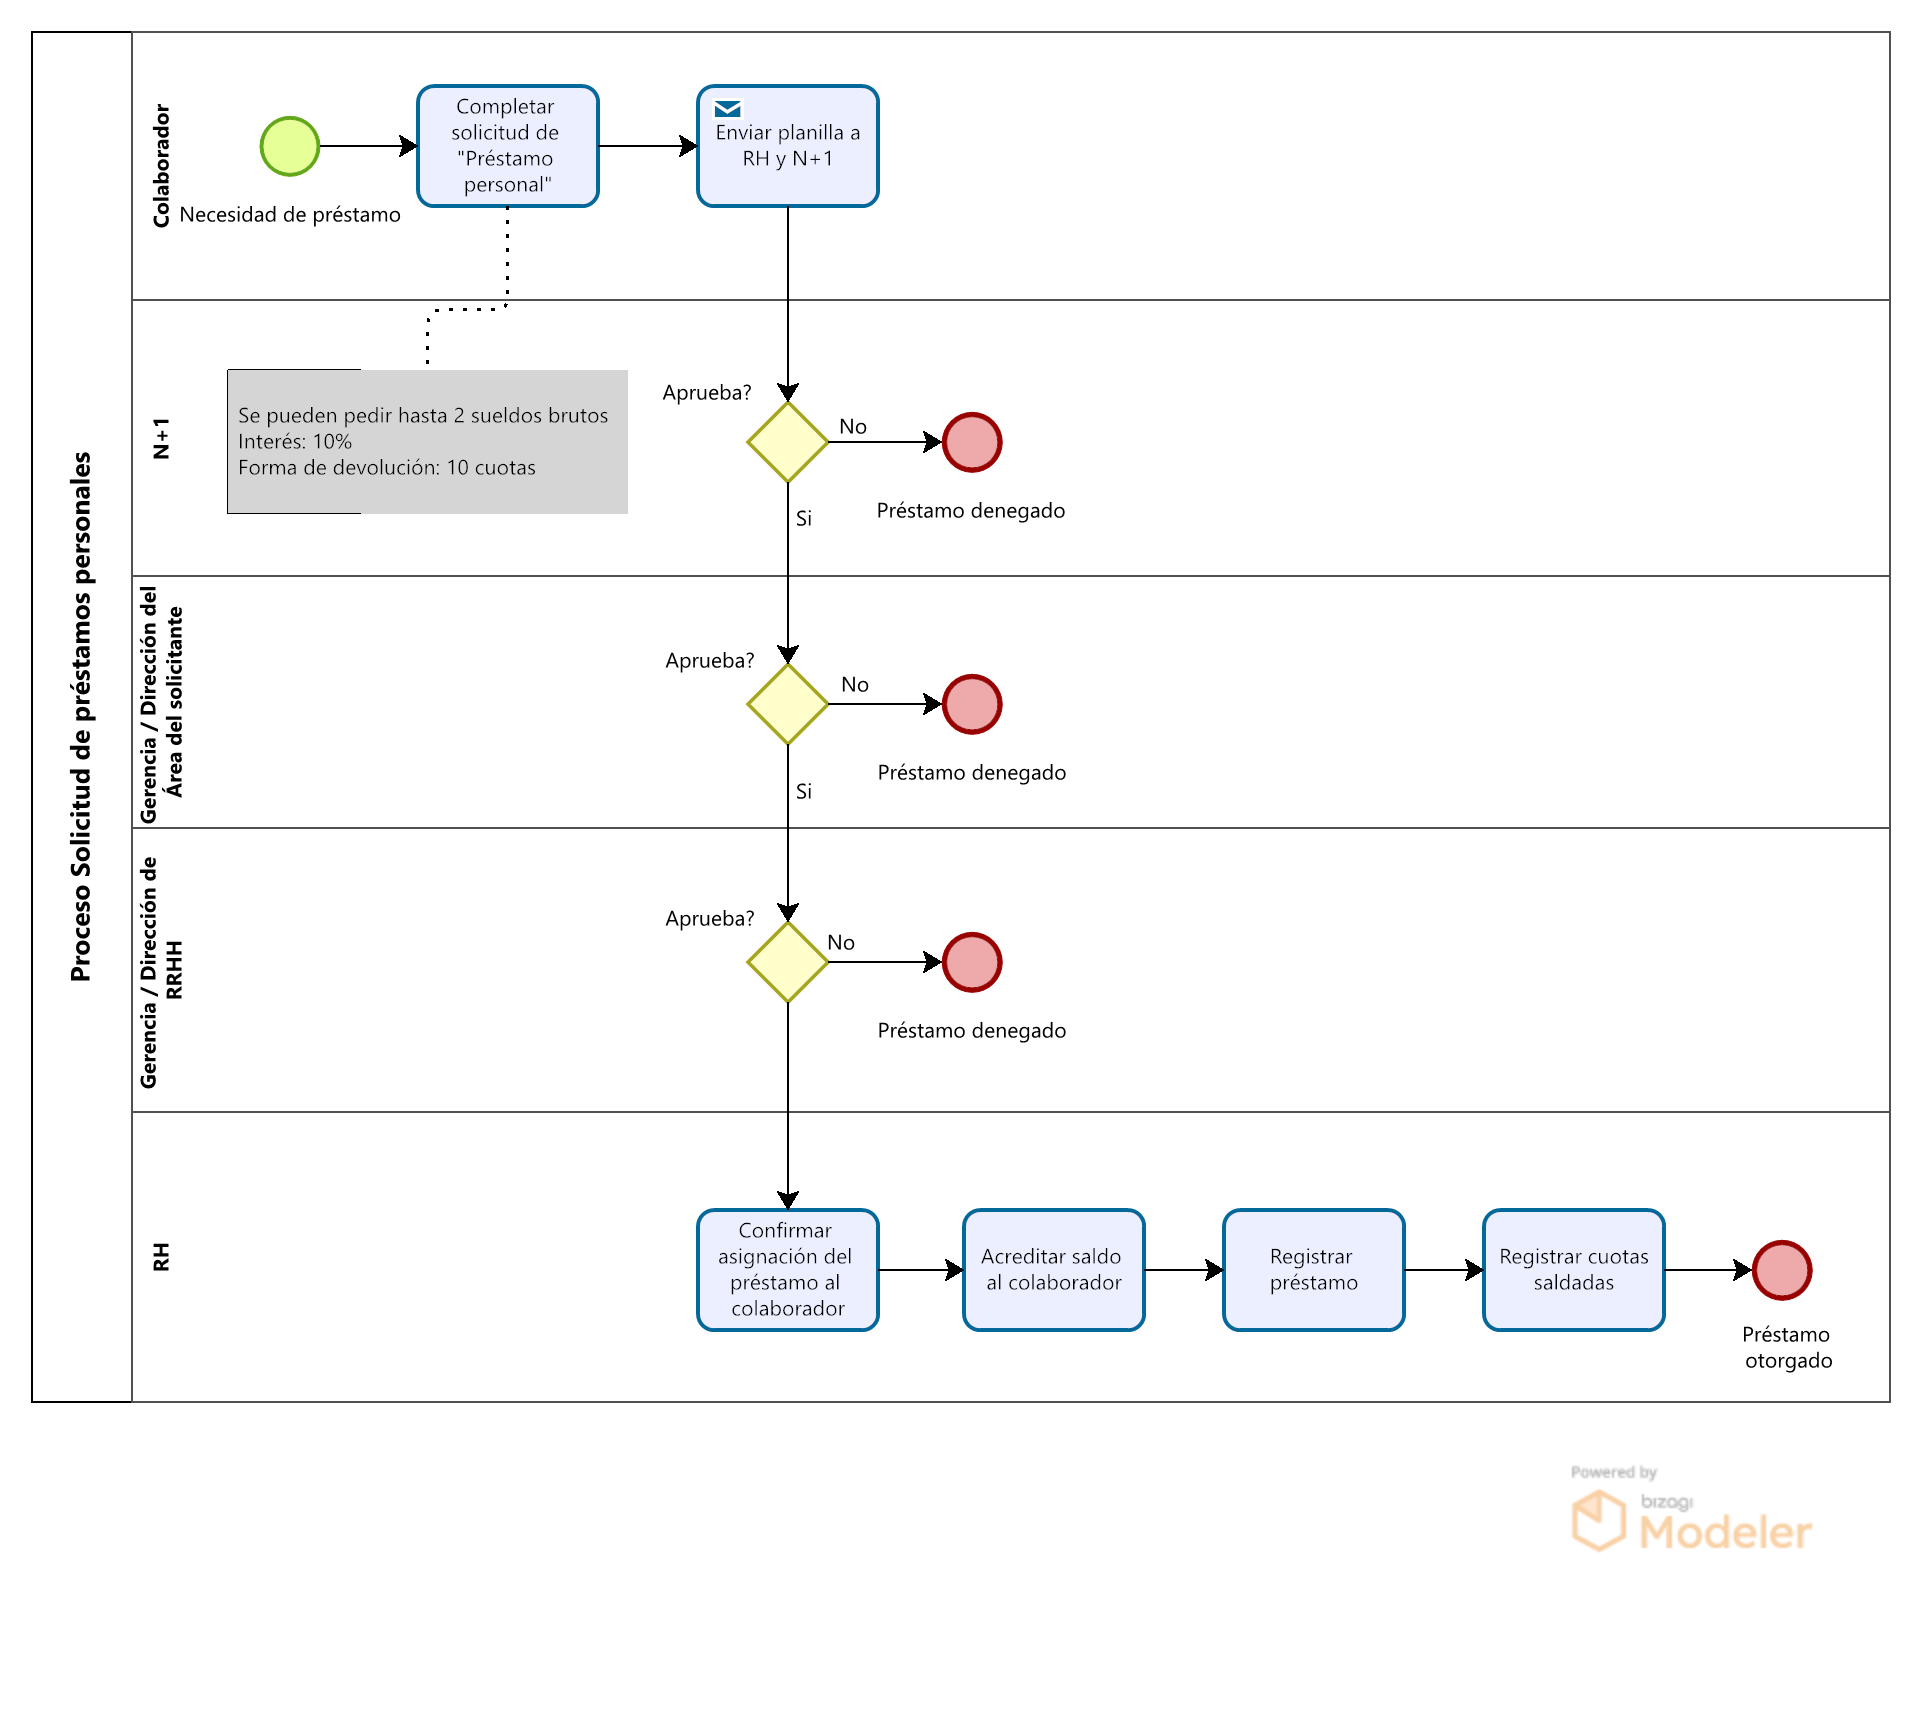 Proceso Solicitud de préstamos personales
Colaborador
Necesidad de préstamo
Completar
solicitud de
"Préstamo
personal"
Enviar planilla a
RH y N+1
N+1
Se pueden pedir hasta 2 sueldos brutos
Interés: 10%
Forma de devolución: 10 cuotas
Aprueba?
No
Préstamo denegado
Si
Gerencia / Dirección del
Área del solicitante
Aprueba?
No
Préstamo denegado
Si
Gerencia / Dirección de
RRHH
Aprueba?
No
Préstamo denegado
RH
Confirmar
asignación del
préstamo al
colaborador
Acreditar saldo
al colaborador
Registrar
préstamo
Registrar cuotas
saldadas
Préstamo
otorgado
Powered by
bizagi
Modeler